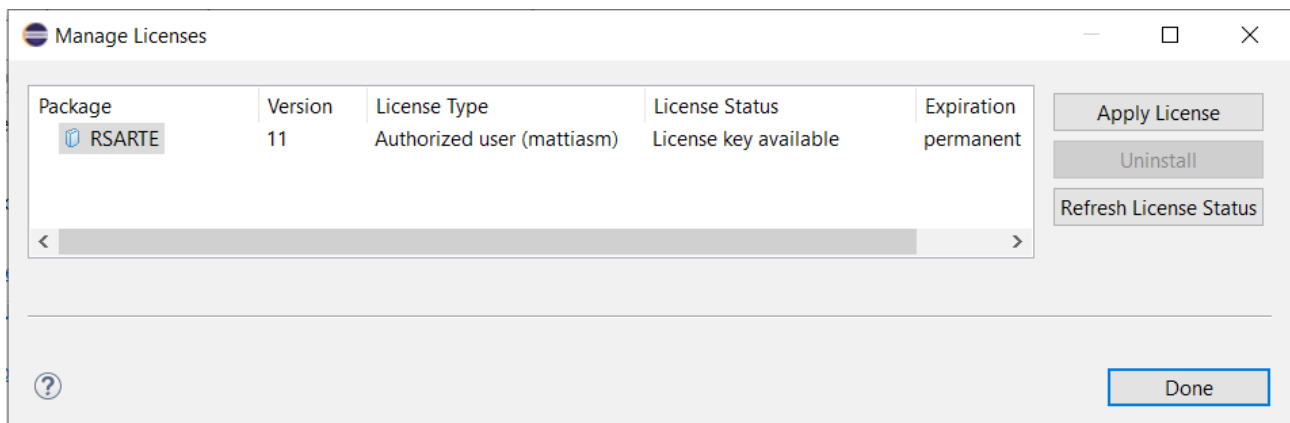 Manage Licenses
Package Version License Type License Status Expiration
RSARTE 11 Authorized user (mattiasm) License key available permanent
Apply License
Uninstall
Refresh License Status
?
Done